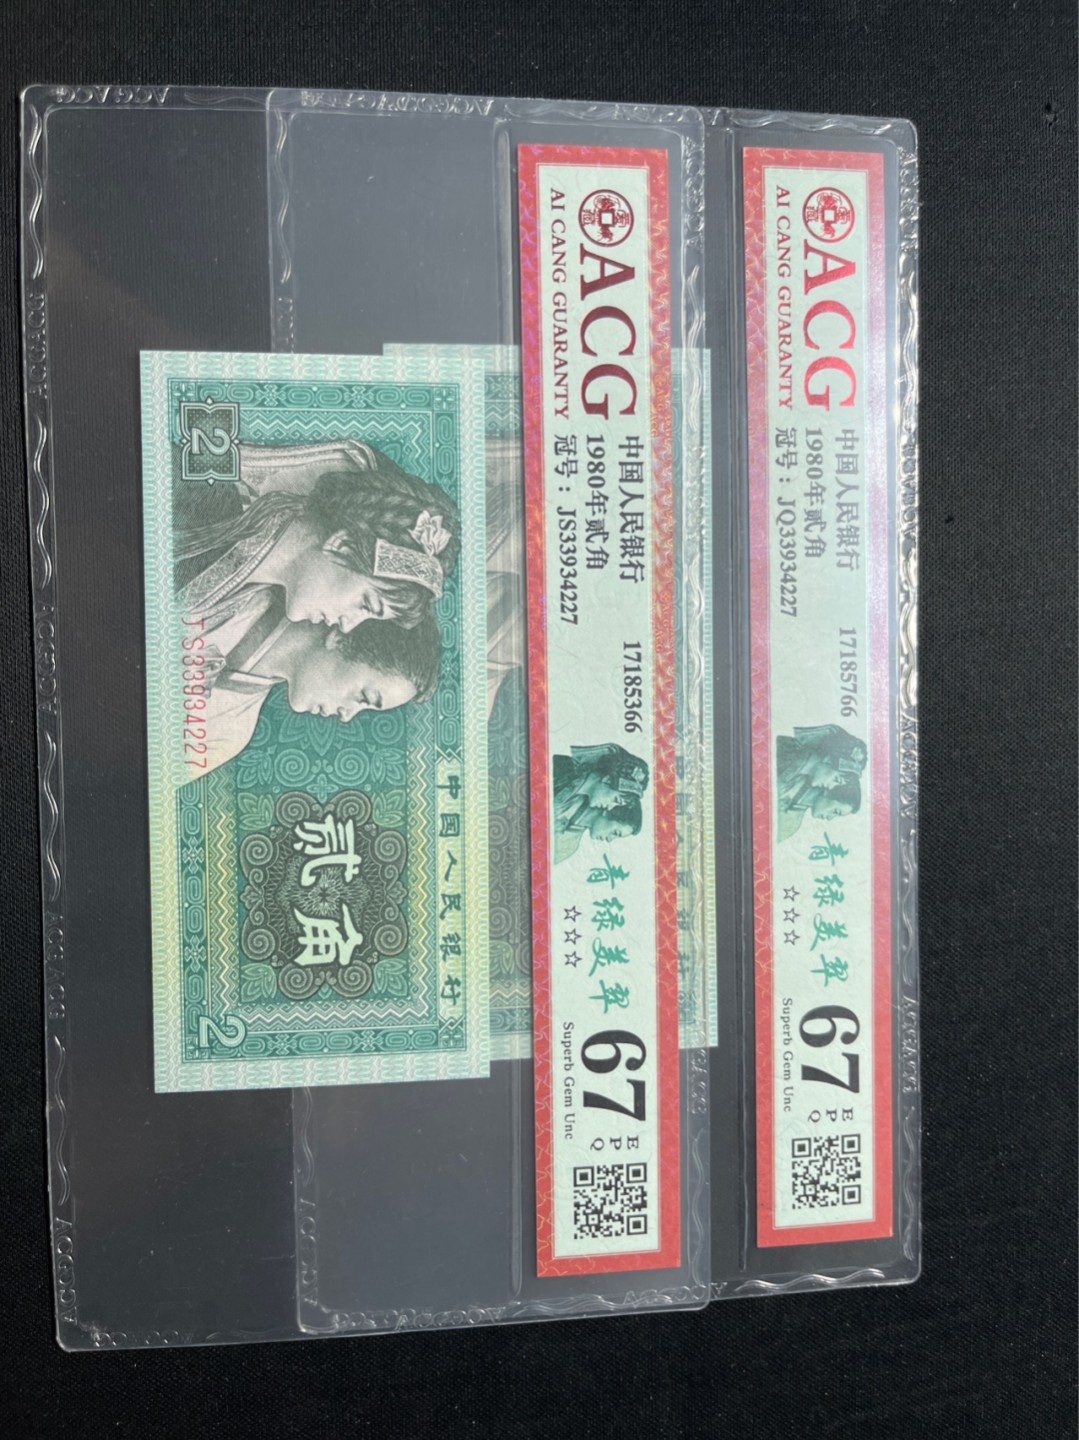 ACG
AI CANG GUARANTY
中国人民银行
1980年贰角
冠号：JQ33934227
17185766
青绿美翠
☆☆☆
67
EPQ
Superb Gem Unc
ACG
AI CANG GUARANTY
中国人民银行
1980年贰角
冠号：JS33934227
17185366
青绿美翠
☆☆☆
67
EPQ
Superb Gem Unc
中国人民银行
贰角
2
2
JS33934227